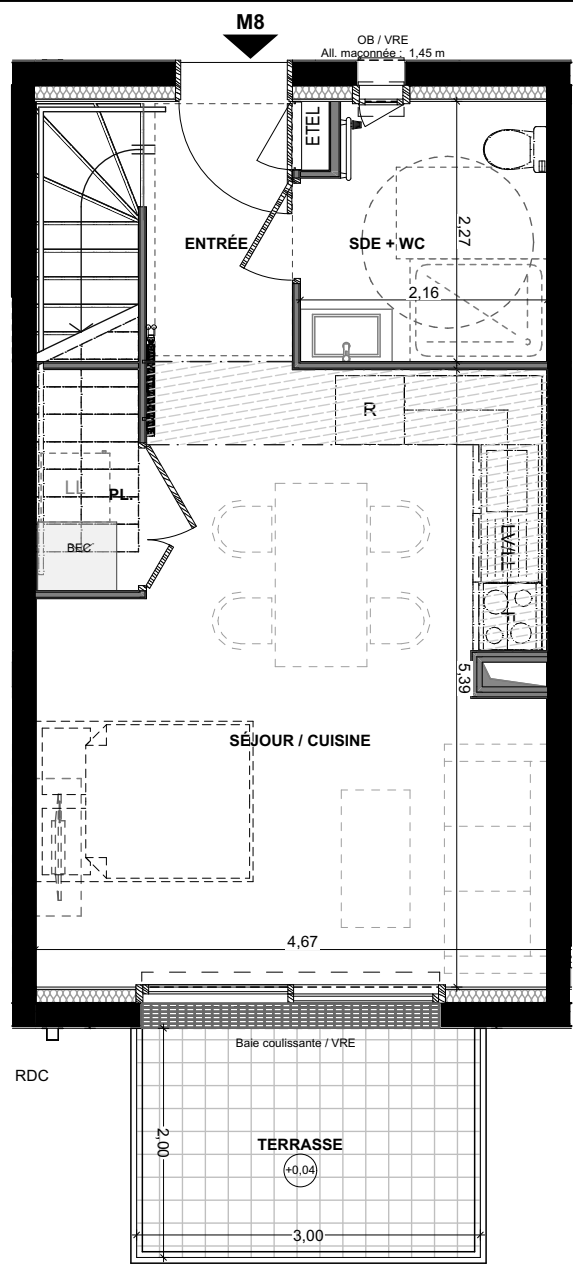 M8
OB / VRE
All. maçonnée : 1,45 m
ETEL
ENTRÉE
SDE + WC
2,27
2,16
R
LL
PL.
BEC
LV/LL
5,39
SÉJOUR / CUISINE
4,67
Baie coulissante / VRE
RDC
2,00
TERRASSE
+0,04
3,00